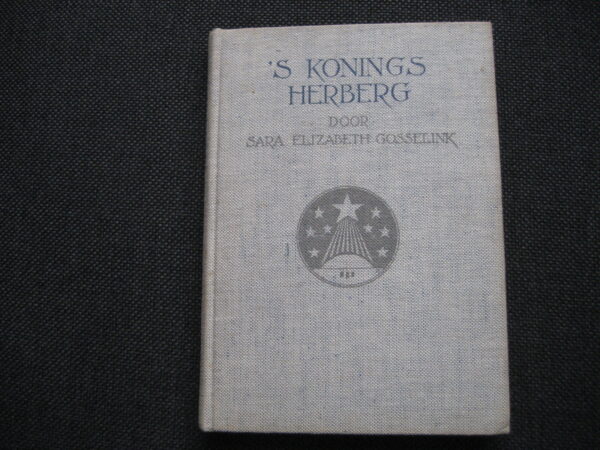 'S KONINGS
HERBERG
DOOR
SARA ELIZABETH GOSSELINK